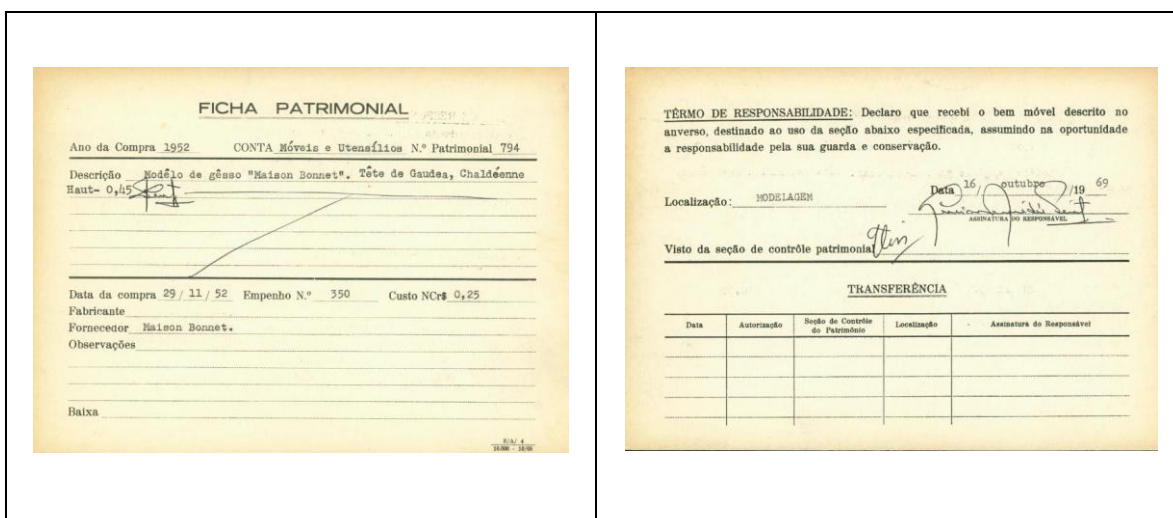 FICHA PATRIMONIAL
Ano da Compra 1952 CONTA Móveis e Utensílios N.º Patrimonial 794
Descrição Modêlo de gêsso "Maison Bonnet". Tête de Gaudea, Chaldéenne
Haut- 0,45
Data da compra 29/ 11/ 52 Empenho N.º 350 Custo NCr$ 0,25
Fabricante
Fornecedor Maison Bonnet.
Observações
Baixa
TÊRMO DE RESPONSABILIDADE: Declaro que recebi o bem móvel descrito no
anverso, destinado ao uso da seção abaixo especificada, assumindo na oportunidade
a responsabilidade pela sua guarda e conservação.
Data 16/ outubro /19 69
Localização: MODELAGEM
ASSINATURA DO RESPONSÁVEL
Visto da seção de contrôle patrimonial
TRANSFERÊNCIA
Data Autorização Seção de Contrôle do Patrimônio Localização Assinatura do Responsável